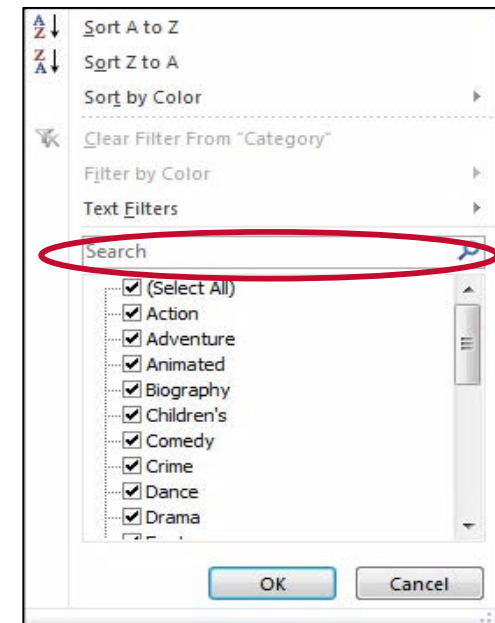 Sort A to Z
Sort Z to A
Sort by Color
Clear Filter From "Category"
Filter by Color
Text Filters
Search
(Select All)
Action
Adventure
Animated
Biography
Children's
Comedy
Crime
Dance
Drama
OK Cancel